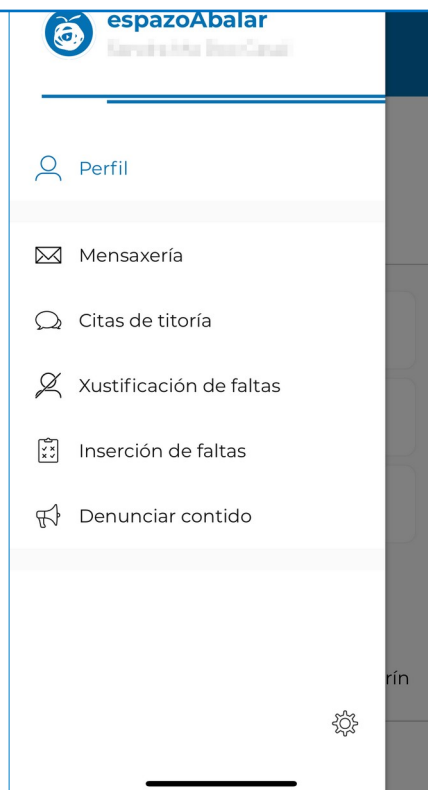 espazoAbalar
Perfil
Mensaxería
Citas de titoría
Xustificación de faltas
Inserción de faltas
Denunciar contido
rín